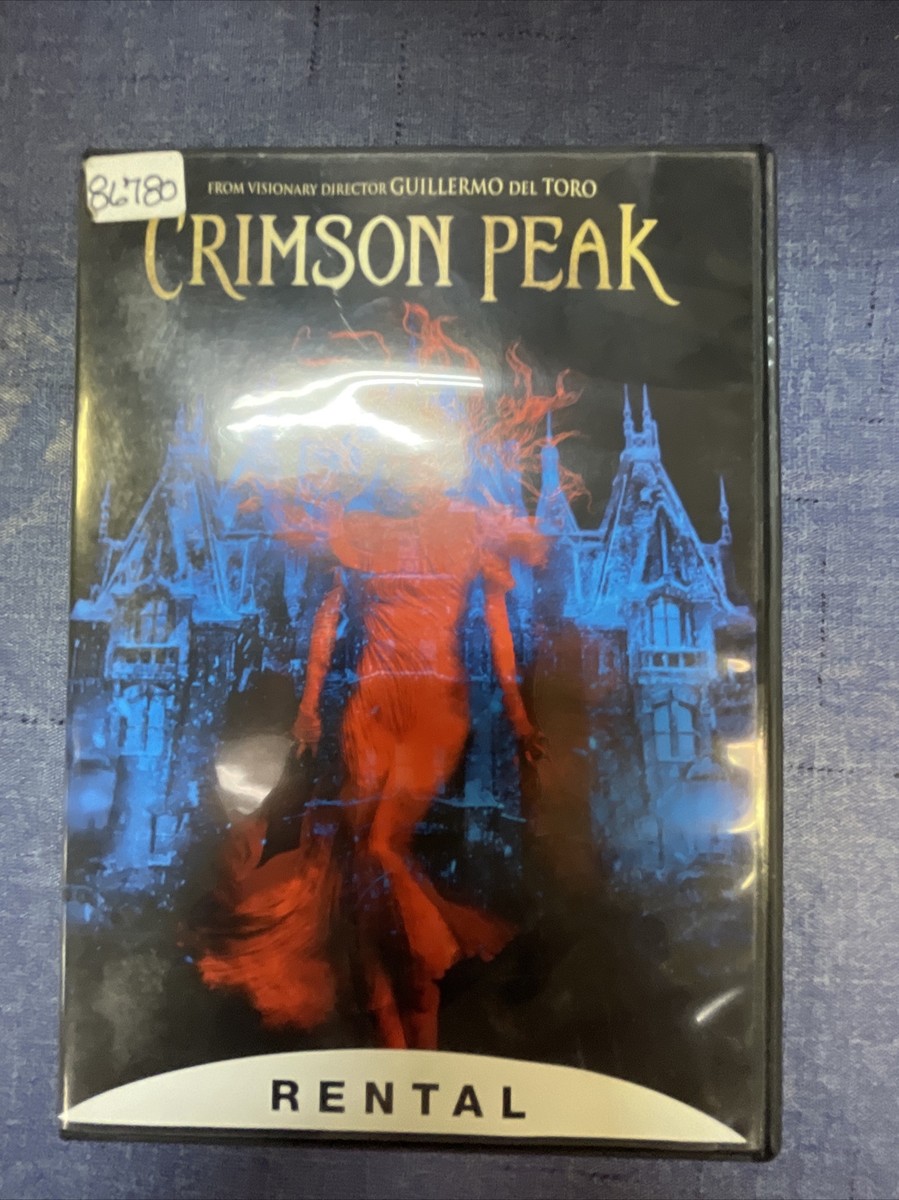 86780
FROM VISIONARY DIRECTOR GUILLERMO DEL TORO
CRIMSON PEAK
RENTAL